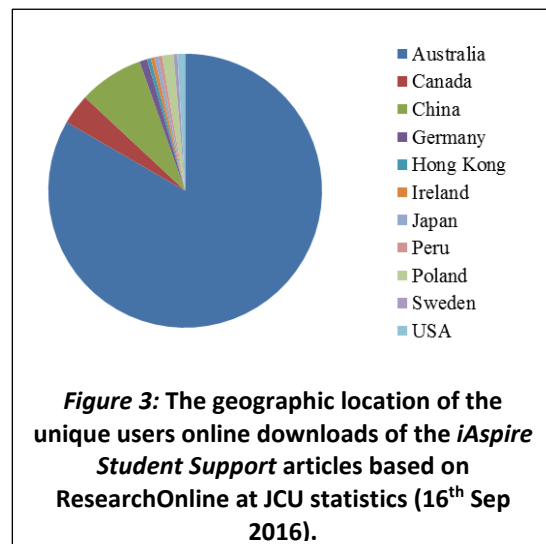 Australia
Canada
China
Germany
Hong Kong
Ireland
Japan
Peru
Poland
Sweden
USA
Figure 3: The geographic location of the
unique users online downloads of the iAspire
Student Support articles based on
ResearchOnline at JCU statistics (16th Sep
2016).